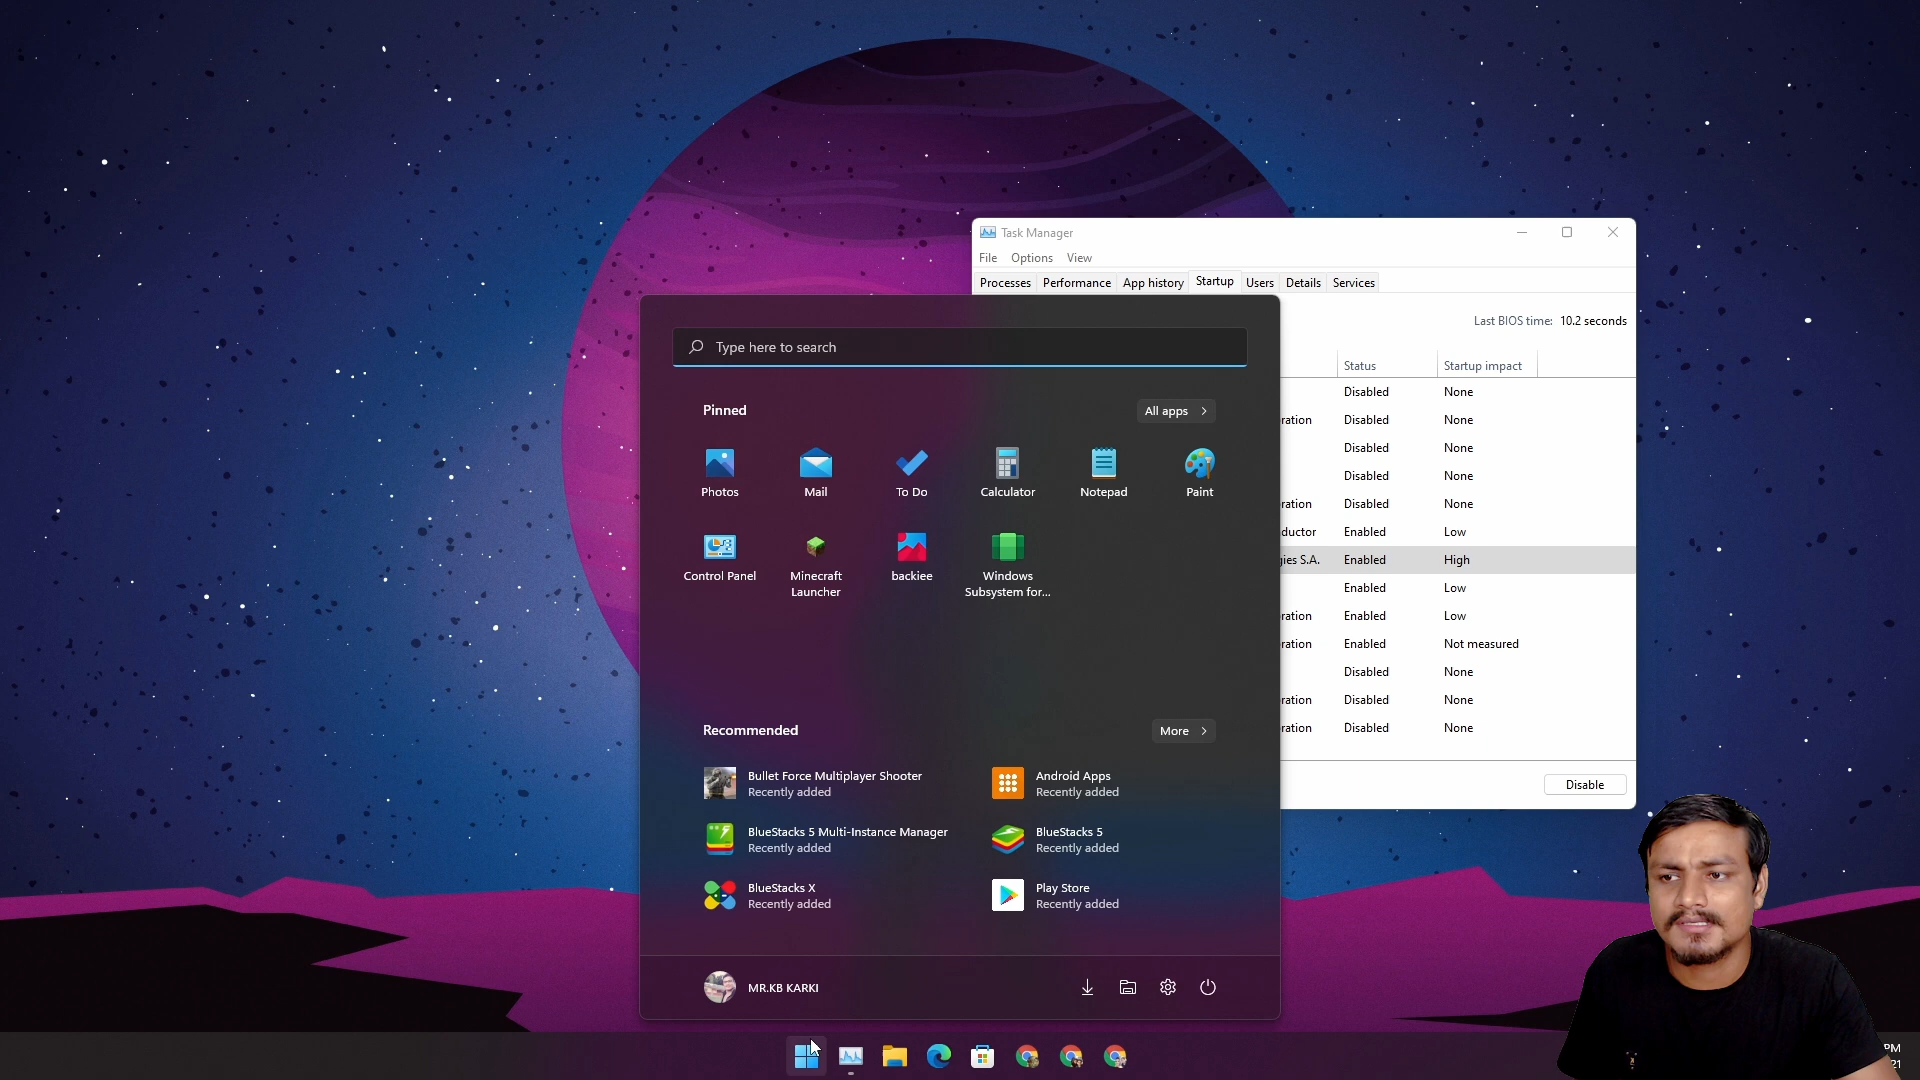 Task Manager
File Options View
Processes Performance App history Startup Users Details Services
Last BIOS time: 10.2 seconds
Status Startup impact
Disabled None
ration Disabled None
Disabled None
Disabled None
ration Disabled None
ductor Enabled Low
gies S.A. Enabled High
Enabled Low
ration Enabled Low
ration Enabled Not measured
Disabled None
ration Disabled None
ration Disabled None
Disable
Type here to search
Pinned
All apps
Photos
Mail
To Do
Calculator
Notepad
Paint
Control Panel
Minecraft
Launcher
backiee
Windows
Subsystem for...
Recommended
More
Bullet Force Multiplayer Shooter
Recently added
Android Apps
Recently added
BlueStacks 5 Multi-Instance Manager
Recently added
BlueStacks 5
Recently added
BlueStacks X
Recently added
Play Store
Recently added
MR.KB KARKI
PM
21